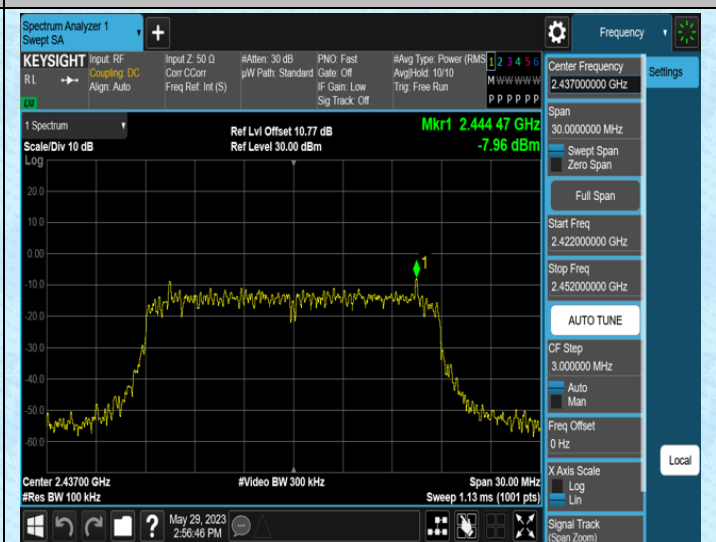 Spectrum Analyzer 1
Swept SA
+
Frequency
KEYSIGHT
R L
LW
Input: RF
Coupling: DC
Align: Auto
Input Z: 50 Ω
Corr CCorr
Freq Ref: Int (S)
#Atten: 30 dB
µW Path: Standard
PNO: Fast
Gate: Off
IF Gain: Low
Sig Track: Off
#Avg Type: Power (RMS
Avg|Hold: 10/10
Trig: Free Run
1 2 3 4 5 6
M W W W W W
P P P P P P
1 Spectrum
Scale/Div 10 dB
Ref Lvl Offset 10.77 dB
Ref Level 30.00 dBm
Mkr1 2.444 47 GHz
-7.96 dBm
Log
20.0
10.0
0.00
-10.0
-20.0
-30.0
-40.0
-50.0
-60.0
1
Center 2.43700 GHz
#Res BW 100 kHz
#Video BW 300 kHz
Span 30.00 MHz
Sweep 1.13 ms (1001 pts)
?
May 29, 2023
2:56:46 PM
Center Frequency
2.437000000 GHz
Span
30.0000000 MHz
Swept Span
Zero Span
Full Span
Start Freq
2.422000000 GHz
Stop Freq
2.452000000 GHz
AUTO TUNE
CF Step
3.000000 MHz
Auto
Man
Freq Offset
0 Hz
X Axis Scale
Log
Lin
Signal Track
(Span Zoom)
Settings
Local